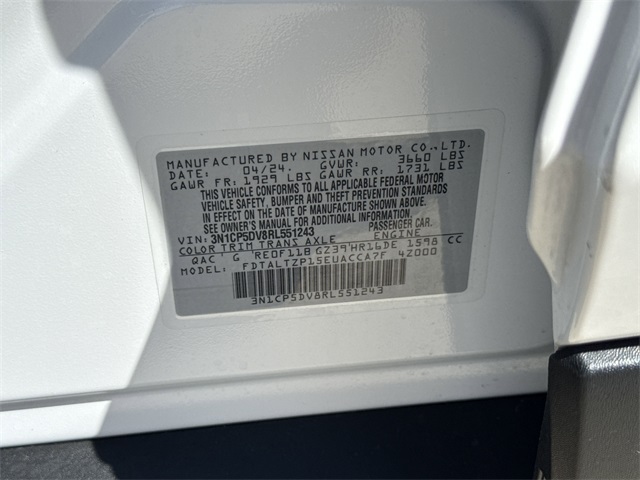 MANUFACTURED BY NISSAN MOTOR CO.,LTD.
DATE: 04/24. GVWR: 3660 LBS
GAWR FR: 1929 LBS GAWR RR: 1731 LBS
THIS VEHICLE CONFORMS TO ALL APPLICABLE FEDERAL MOTOR
VEHICLE SAFETY, BUMPER AND THEFT PREVENTION STANDARDS
IN EFFECT ON THE DATE OF MANUFACTURE SHOWN ABOVE.
SEE OWNER'S MANUAL FOR ADDITIONAL INFORMATION
VIN: 3N1CP5DV8RL551243 PASSENGER CAR.
COLOR TRIM TRANS AXLE ENGINE
QAC G RE0F11B GZ39 HR16DE 1598 CC
MODEL: FDTALTZP15EUACCA7F 4Z000
3N1CP5DV8RL551243